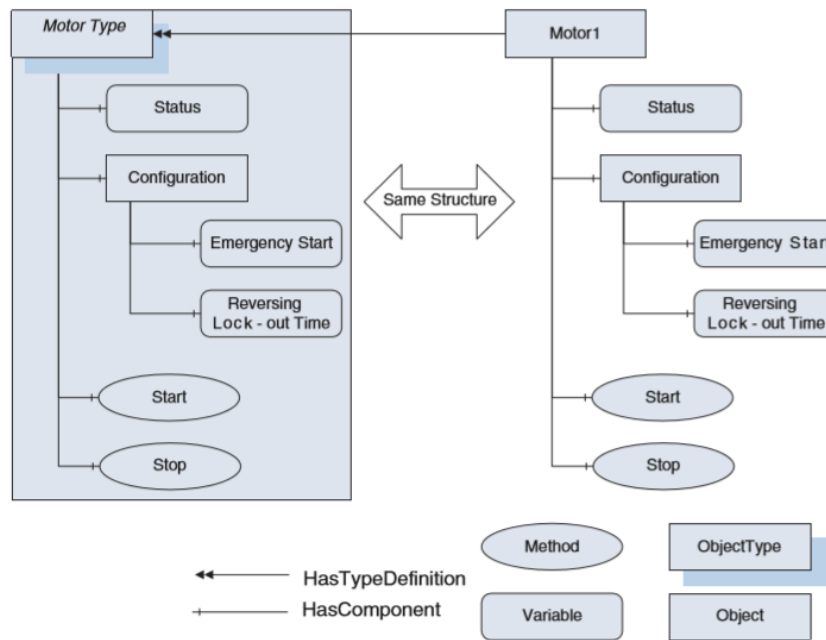 Motor Type
Motor1
Status
Status
Configuration
Configuration
Same Structure
Emergency Start
Emergency Start
Reversing
Lock - out Time
Reversing
Lock - out Time
Start
Start
Stop
Stop
Method
ObjectType
HasTypeDefinition
HasComponent
Variable
Object